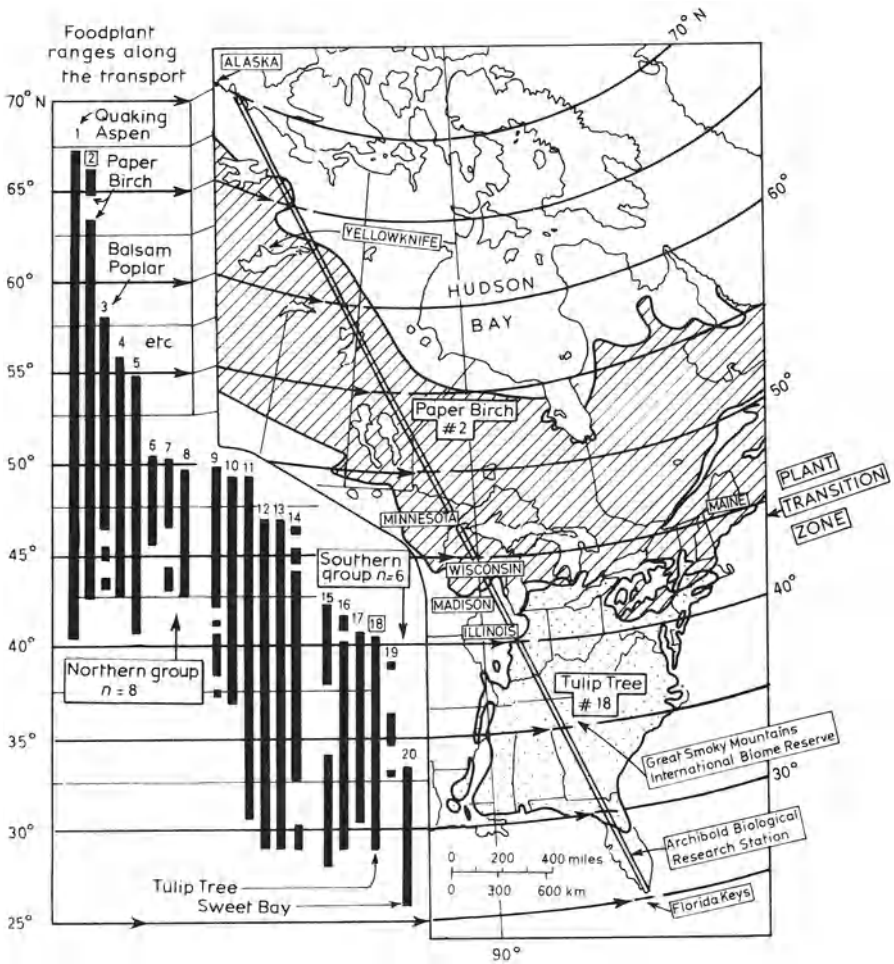 Foodplant
ranges along
the transport
70° N
ALASKA
70° N
1
Quaking
Aspen
2
Paper
Birch
65°
60°
YELLOWKNIFE
Balsam
Poplar
60°
HUDSON
BAY
3
4
etc
5
55°
50°
Paper Birch
#2
6
7
8
9
10
11
50°
PLANT
TRANSITION
ZONE
12
13
14
MINNESOTA
MAINE
45°
Southern
group n=6
WISCONSIN
MADISON
40°
15
16
17
18
19
ILLINOIS
40°
Northern group
n = 8
Tulip Tree
#18
35°
Great Smoky Mountains
International Biome Reserve
20
30°
30°
Archibold Biological
Research Station
0 200 400 miles
0 300 600 km
Tulip Tree
Sweet Bay
Florida Keys
25°
90°